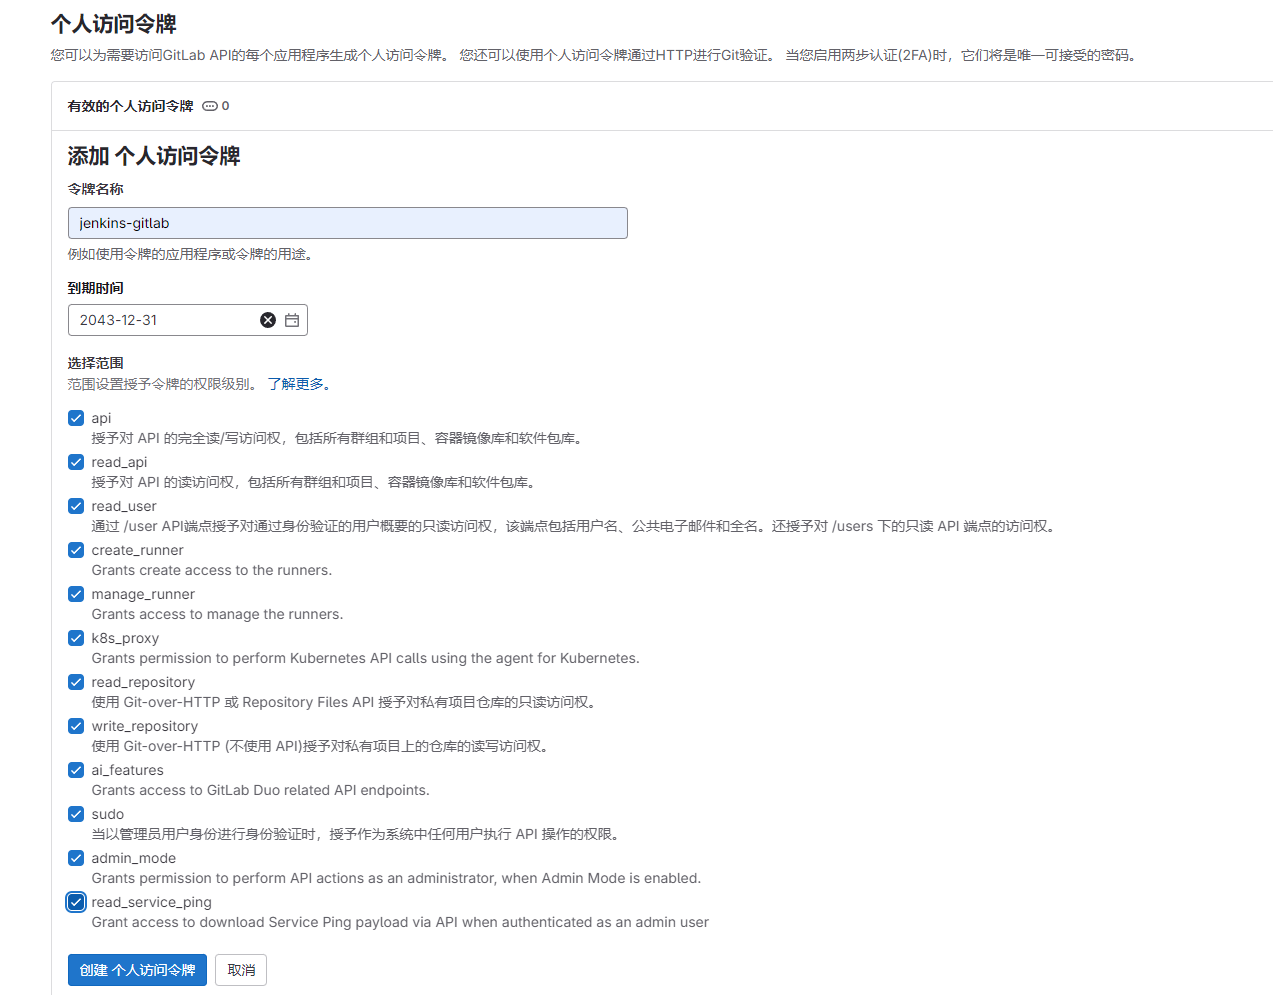 个人访问令牌
您可以为需要访问GitLab API的每个应用程序生成个人访问令牌。 您还可以使用个人访问令牌通过HTTP进行Git验证。 当您启用两步认证(2FA)时，它们将是唯一可接受的密码。
有效的个人访问令牌 0
添加 个人访问令牌
令牌名称
jenkins-gitlab
例如使用令牌的应用程序或令牌的用途。
到期时间
2043-12-31
选择范围
范围设置授予令牌的权限级别。 了解更多。
api
授予对 API 的完全读/写访问权，包括所有群组和项目、容器镜像库和软件包库。
read_api
授予对 API 的读访问权，包括所有群组和项目、容器镜像库和软件包库。
read_user
通过 /user API端点授予对通过身份验证的用户概要的只读访问权，该端点包括用户名、公共电子邮件和全名。还授予对 /users 下的只读 API 端点的访问权。
create_runner
Grants create access to the runners.
manage_runner
Grants access to manage the runners.
k8s_proxy
Grants permission to perform Kubernetes API calls using the agent for Kubernetes.
read_repository
使用 Git-over-HTTP 或 Repository Files API 授予对私有项目仓库的只读访问权。
write_repository
使用 Git-over-HTTP (不使用 API)授予对私有项目上的仓库的读写访问权。
ai_features
Grants access to GitLab Duo related API endpoints.
sudo
当以管理员用户身份进行身份验证时，授予作为系统中任何用户执行 API 操作的权限。
admin_mode
Grants permission to perform API actions as an administrator, when Admin Mode is enabled.
read_service_ping
Grant access to download Service Ping payload via API when authenticated as an admin user
创建 个人访问令牌 取消